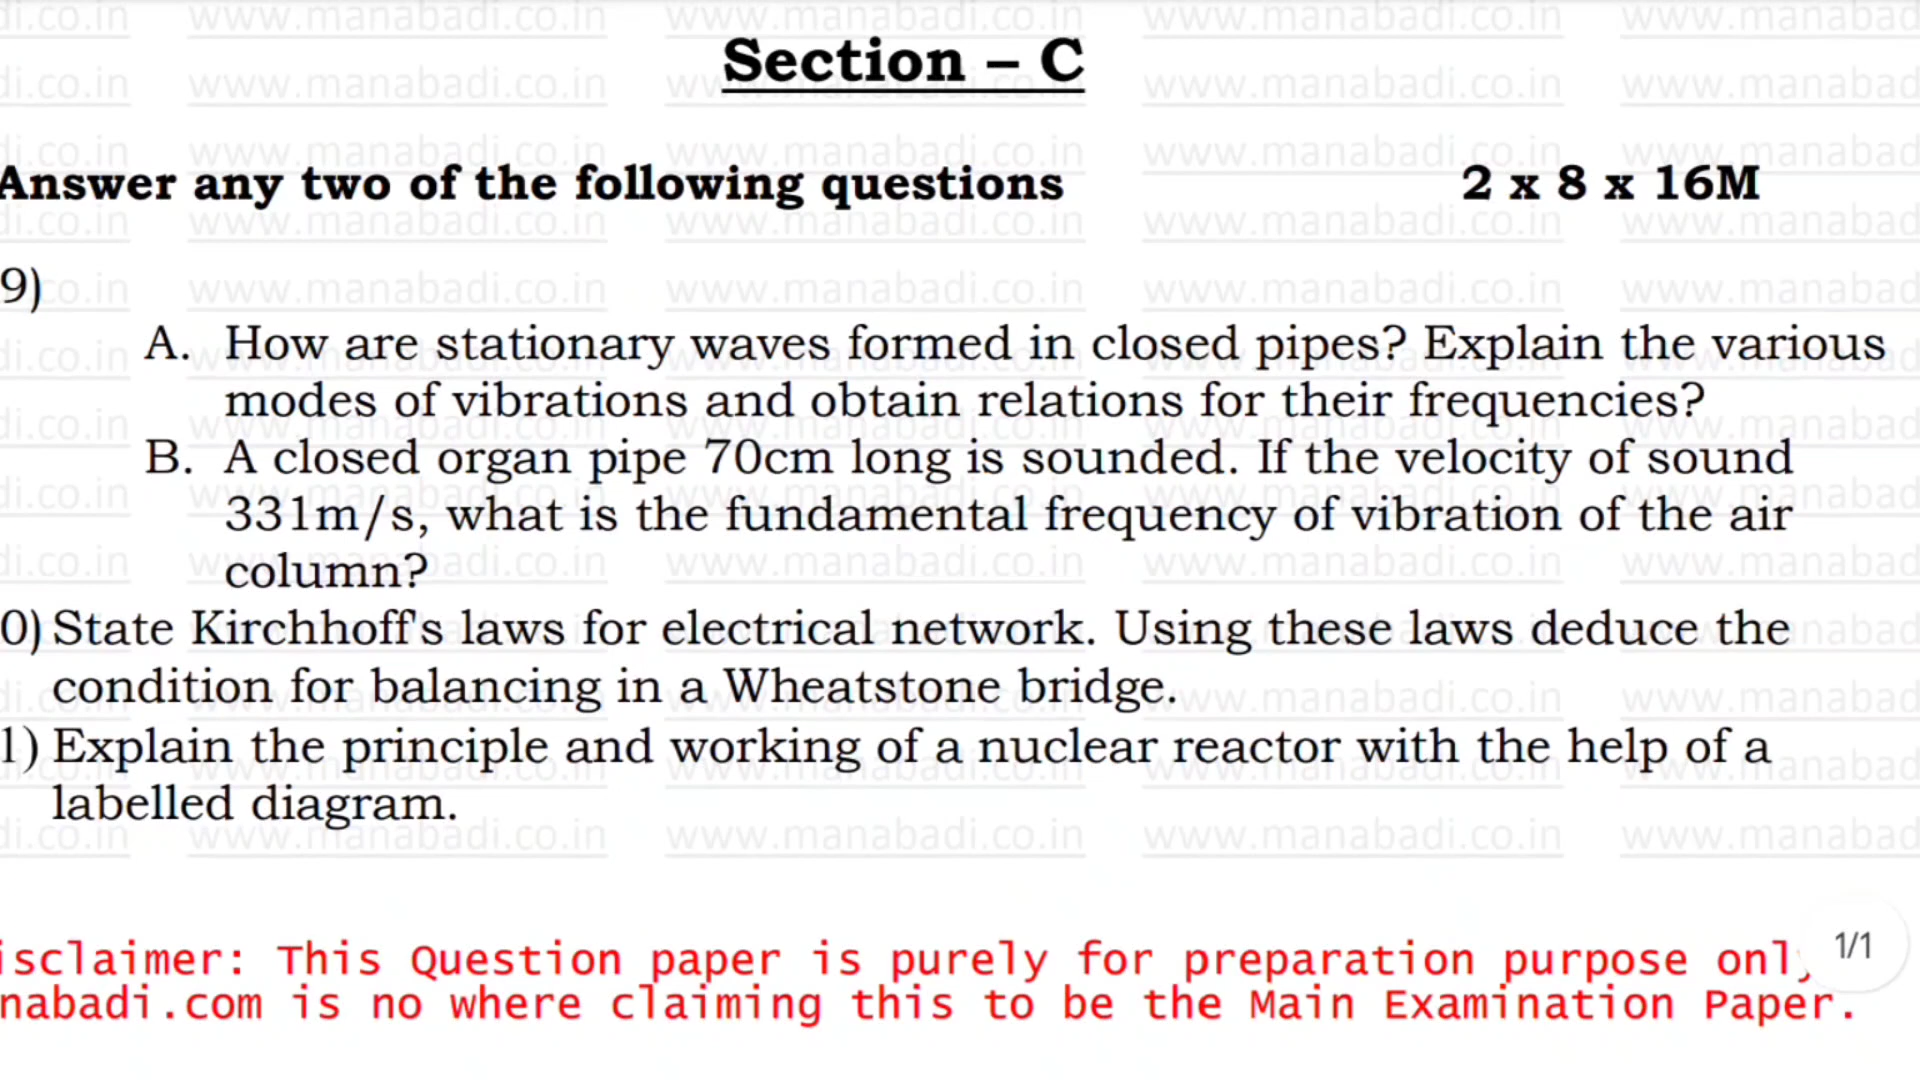 Section – C
Answer any two of the following questions 2 x 8 x 16M
9)
A. How are stationary waves formed in closed pipes? Explain the various
modes of vibrations and obtain relations for their frequencies?
B. A closed organ pipe 70cm long is sounded. If the velocity of sound
331m/s, what is the fundamental frequency of vibration of the air
column?
0) State Kirchhoff's laws for electrical network. Using these laws deduce the
condition for balancing in a Wheatstone bridge.
1) Explain the principle and working of a nuclear reactor with the help of a
labelled diagram.
1/1
isclaimer: This Question paper is purely for preparation purpose only
nabadi.com is no where claiming this to be the Main Examination Paper.
www.manabadi.co.in